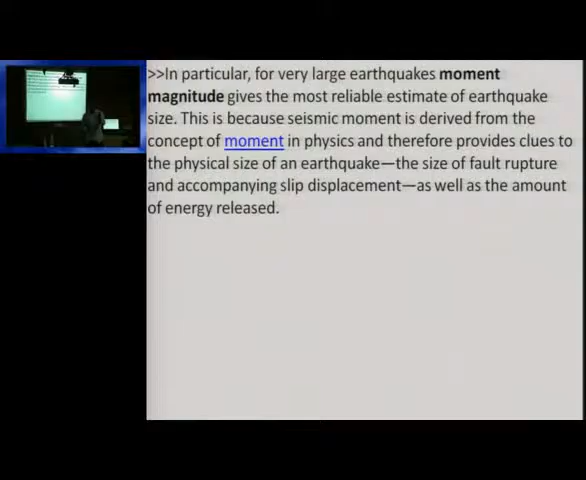 >>In particular, for very large earthquakes moment
magnitude gives the most reliable estimate of earthquake
size. This is because seismic moment is derived from the
concept of moment in physics and therefore provides clues to
the physical size of an earthquake—the size of fault rupture
and accompanying slip displacement—as well as the amount
of energy released.